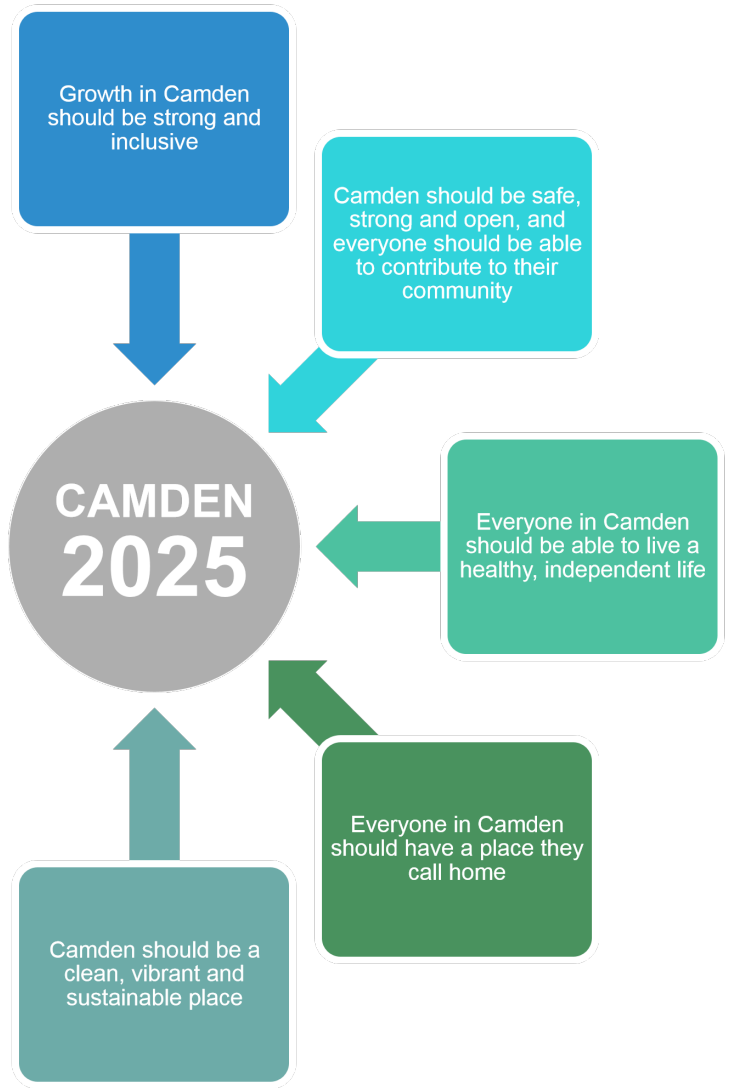 Growth in Camden
should be strong and
inclusive
Camden should be safe,
strong and open, and
everyone should be able
to contribute to their
community
CAMDEN
2025
Everyone in Camden
should be able to live a
healthy, independent life
Everyone in Camden
should have a place they
call home
Camden should be a
clean, vibrant and
sustainable place